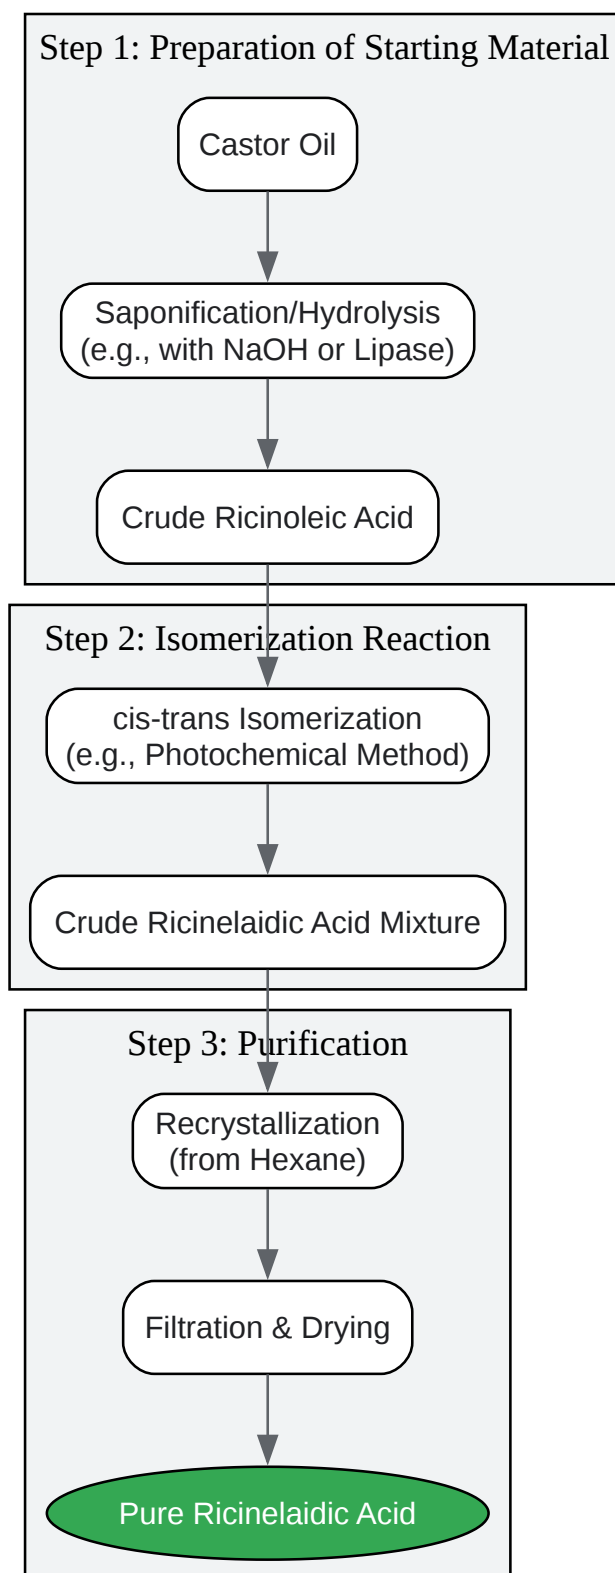 Step 1: Preparation of Starting Material
Castor Oil
Saponification/Hydrolysis
(e.g., with NaOH or Lipase)
Crude Ricinoleic Acid
Step 2: Isomerization Reaction
cis-trans Isomerization
(e.g., Photochemical Method)
Crude Ricinelaidic Acid Mixture
Step 3: Purification
Recrystallization
(from Hexane)
Filtration & Drying
Pure Ricinelaidic Acid